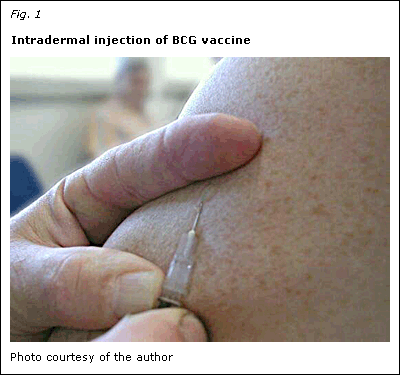 Fig. 1
Intradermal injection of BCG vaccine
Photo courtesy of the author